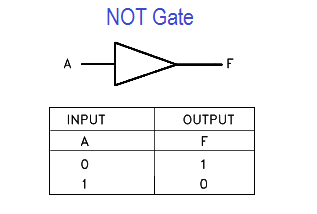 NOT Gate
A F
INPUT OUTPUT
A F
0 1
1 0